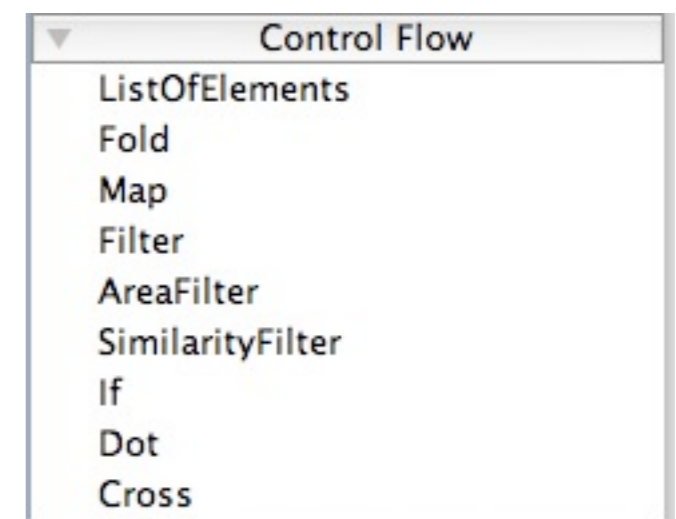 Control Flow
ListOfElements
Fold
Map
Filter
AreaFilter
SimilarityFilter
If
Dot
Cross